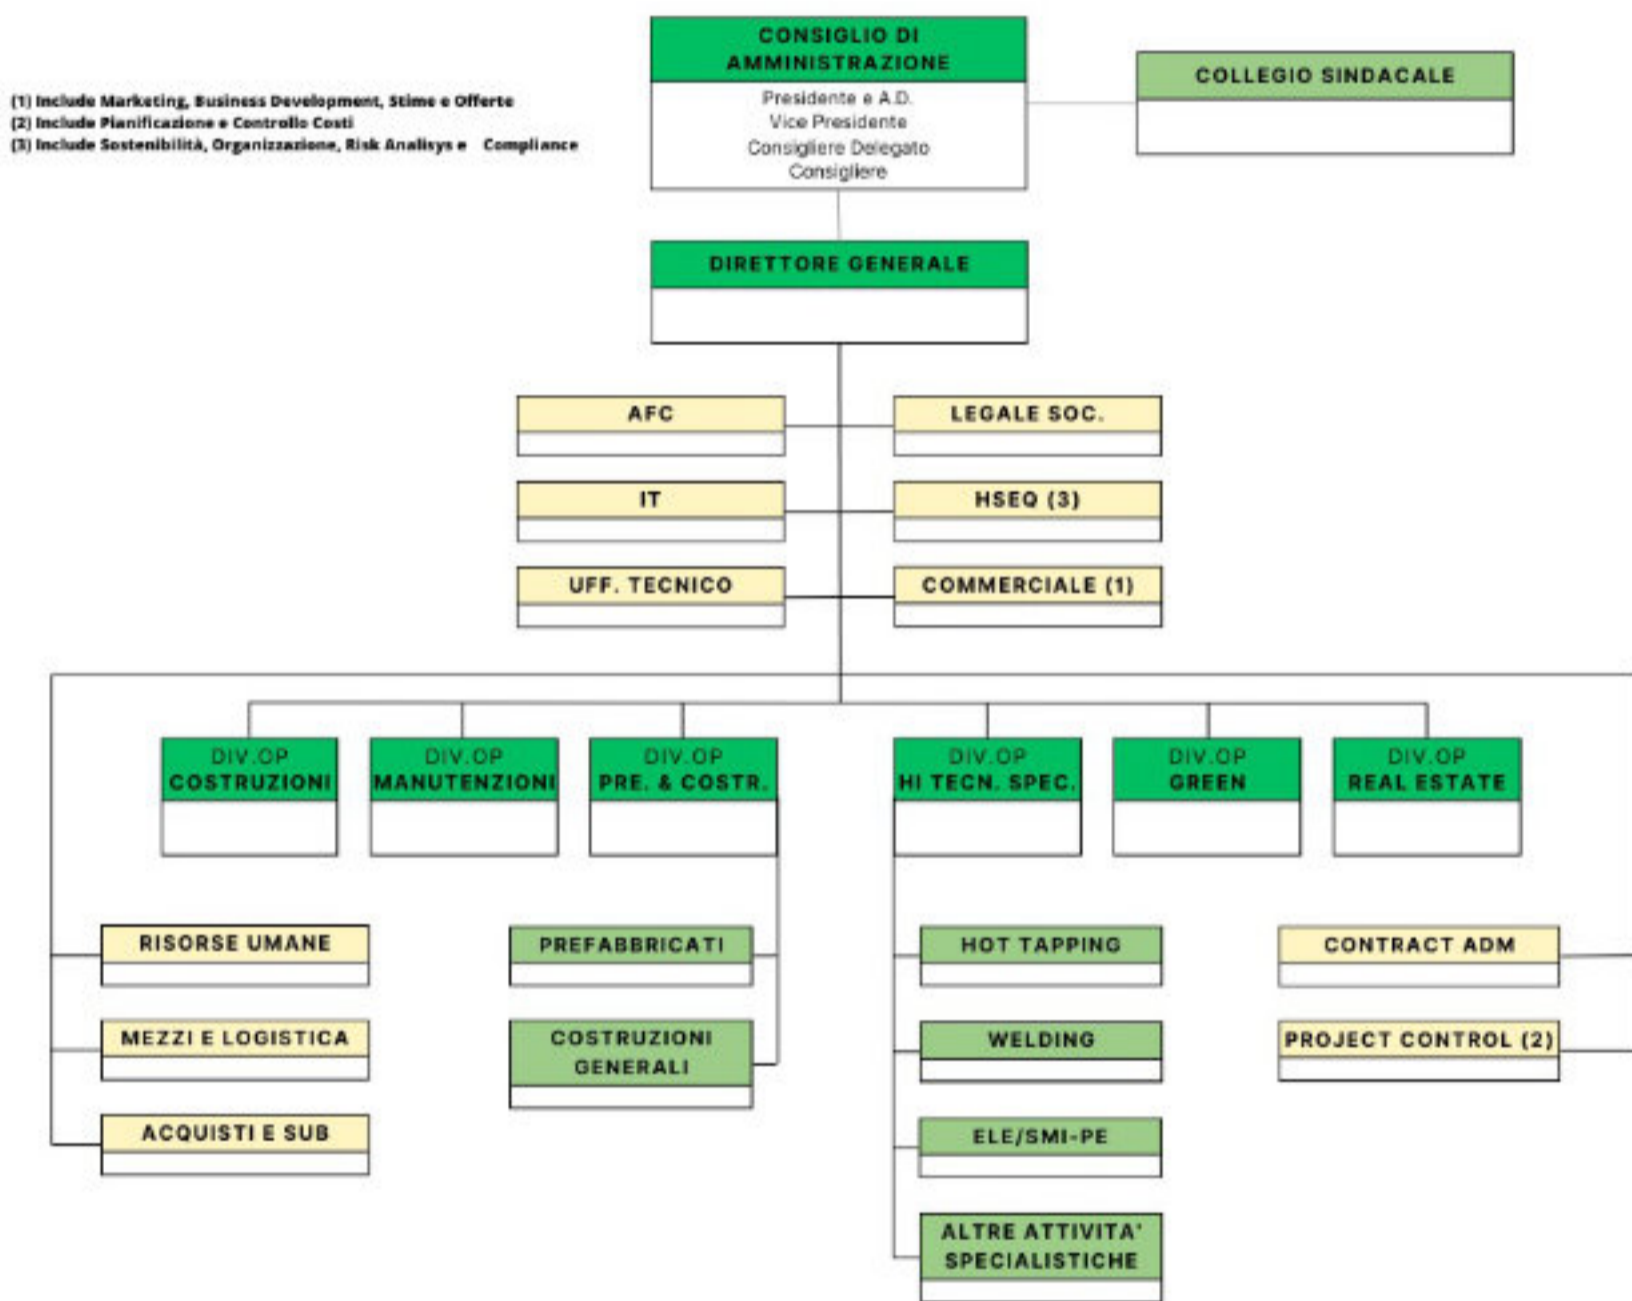 CONSIGLIO DI
AMMINISTRAZIONE
Presidente e A.D.
Vice Presidente
Consigliere Delegato
Consigliere
COLLEGIO SINDACALE
(1) Include Marketing, Business Development, Stime e Offerte
(2) Include Pianificazione e Controllo Costi
(3) Include Sostenibilità, Organizzazione, Risk Analisys e Compliance
DIRETTORE GENERALE
AFC
LEGALE SOC.
IT
HSEQ (3)
UFF. TECNICO
COMMERCIALE (1)
DIV.OP
COSTRUZIONI
DIV.OP
MANUTENZIONI
DIV.OP
PRE. & COSTR.
DIV.OP
HI TECN. SPEC.
DIV.OP
GREEN
DIV.OP
REAL ESTATE
RISORSE UMANE
MEZZI E LOGISTICA
ACQUISTI E SUB
PREFABBRICATI
COSTRUZIONI
GENERALI
HOT TAPPING
WELDING
ELE/SMI-PE
ALTRE ATTIVITA'
SPECIALISTICHE
CONTRACT ADM
PROJECT CONTROL (2)